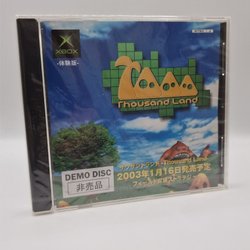 XBOX
-体験版-
Thousand Land
サウザンドランド -Thousand Land-
2003年1月16日発売予定
DEMO DISC
非売品